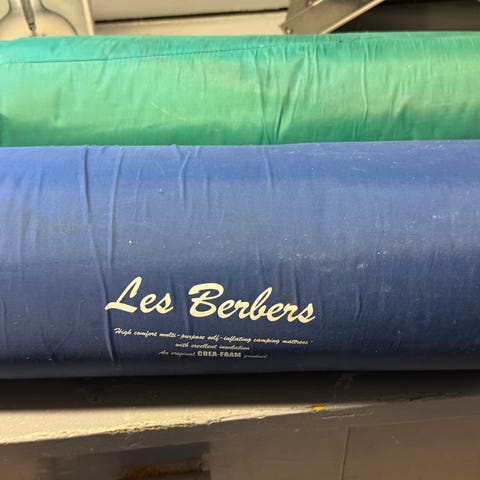 Les Berbers
High comfort multi-purpose self-inflating camping mattress
with excellent insulation
An original CREA-FOAM product